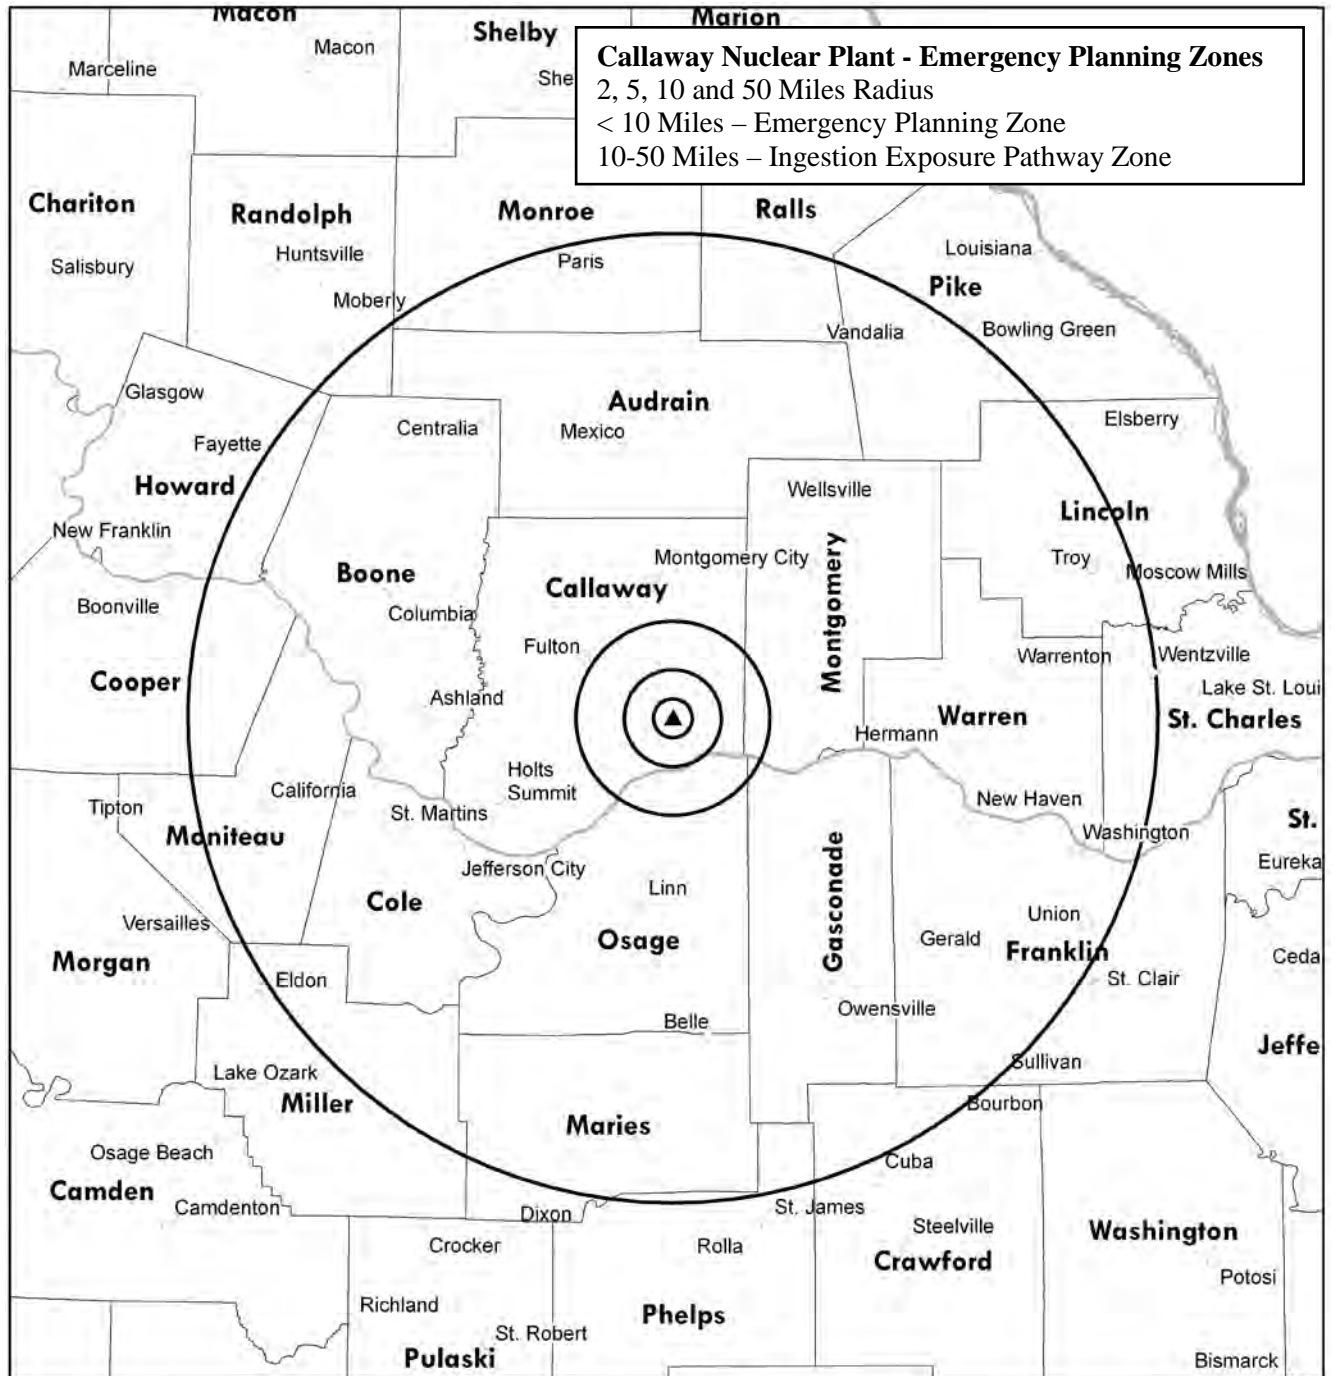 Macon
Marion
Shelby
Macon
Marceline
She
Callaway Nuclear Plant - Emergency Planning Zones
2, 5, 10 and 50 Miles Radius
< 10 Miles – Emergency Planning Zone
10-50 Miles – Ingestion Exposure Pathway Zone
Chariton
Randolph
Monroe
Ralls
Huntsville
Louisiana
Salisbury
Paris
Pike
Moberly
Vandalia
Bowling Green
Glasgow
Audrain
Elsberry
Centralia
Mexico
Fayette
Howard
Wellsville
Lincoln
New Franklin
Montgomery City
Troy
Moscow Mills
Boone
Callaway
Montgomery
Boonville
Columbia
Fulton
Warrenton
Wentzville
Cooper
Ashland
Lake St. Loui
Warren
St. Charles
Hermann
Holts
Summit
California
New Haven
Tipton
St. Martins
St.
Moniteau
Washington
Eureka
Jefferson City
Linn
Cole
Gasconade
Versailles
Union
Osage
Gerald
Franklin
Morgan
Ceda
Eldon
St. Clair
Owensville
Belle
Jeffe
Sullivan
Lake Ozark
Miller
Bourbon
Maries
Osage Beach
Cuba
Camden
Camdenton
Dixon
St. James
Steelville
Washington
Crocker
Rolla
Crawford
Potosi
Richland
Phelps
St. Robert
Pulaski
Bismarck